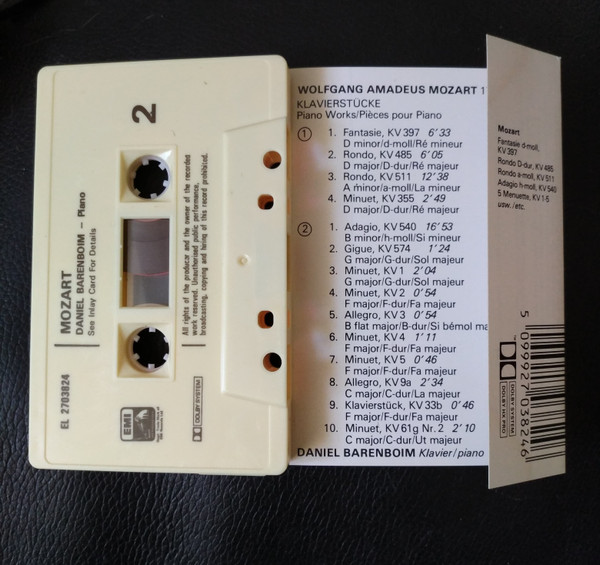 2
MOZART
DANIEL BARENBOIM – Piano
See Inlay Card For Details
EL 2703824
EMI
DOLBY SYSTEM
All rights of the producer and the owner of the recorded
work reserved. Unauthorised public performance,
broadcasting, copying and hiring of this record prohibited.
WOLFGANG AMADEUS MOZART 1
KLAVIERSTÜCKE
Piano Works/Pièces pour Piano
1 1. Fantasie, KV 397 6'33
D minor/d-moll/Ré mineur
2. Rondo, KV 485 6'05
D major/D-dur/Ré majeur
3. Rondo, KV 511 12'38
A minor/a-moll/La mineur
4. Minuet, KV 355 2'49
D major/D-dur/Ré majeur
2 1. Adagio, KV 540 16'53
B minor/h-moll/Si mineur
2. Gigue, KV 574 1'24
G major/G-dur/Sol majeur
3. Minuet, KV 1 2'04
G major/G-dur/Sol majeur
4. Minuet, KV 2 0'54
F major/F-dur/Fa majeur
5. Allegro, KV 3 0'54
B flat major/B-dur/Si bémol ma
6. Minuet, KV 4 1'11
F major/F-dur/Fa majeur
7. Minuet, KV 5 0'46
F major/F-dur/Fa majeur
8. Allegro, KV 9a 2'34
C major/C-dur/La majeur
9. Klavierstück, KV 33b 0'46
F major/F-dur/Fa majeur
10. Minuet, KV 61g Nr. 2 2'10
C major/C-dur/Ut majeur
DANIEL BARENBOIM Klavier/piano
Mozart
Fantasie d-moll,
KV 397
Rondo D-dur, KV 485
Rondo a-moll, KV 511
Adagio h-moll, KV 540
5 Menuette, KV 1-5
usw./etc.
DOLBY SYSTEM
DOLBY HX PRO
5 099927 038246